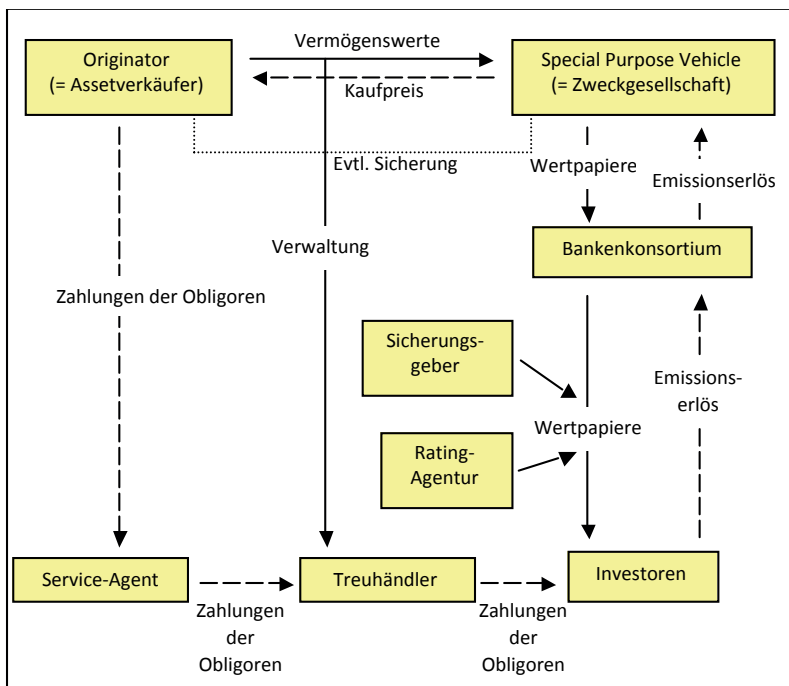 Originator
(= Assetverkäufer)
Vermögenswerte
Kaufpreis
Special Purpose Vehicle
(= Zweckgesellschaft)
Evtl. Sicherung
Wertpapiere
Emissionserlös
Verwaltung
Bankenkonsortium
Zahlungen der Obligoren
Sicherungs-
geber
Emissions-
erlös
Wertpapiere
Rating-
Agentur
Service-Agent
Treuhändler
Investoren
Zahlungen
der
Obligoren
Zahlungen
der
Obligoren